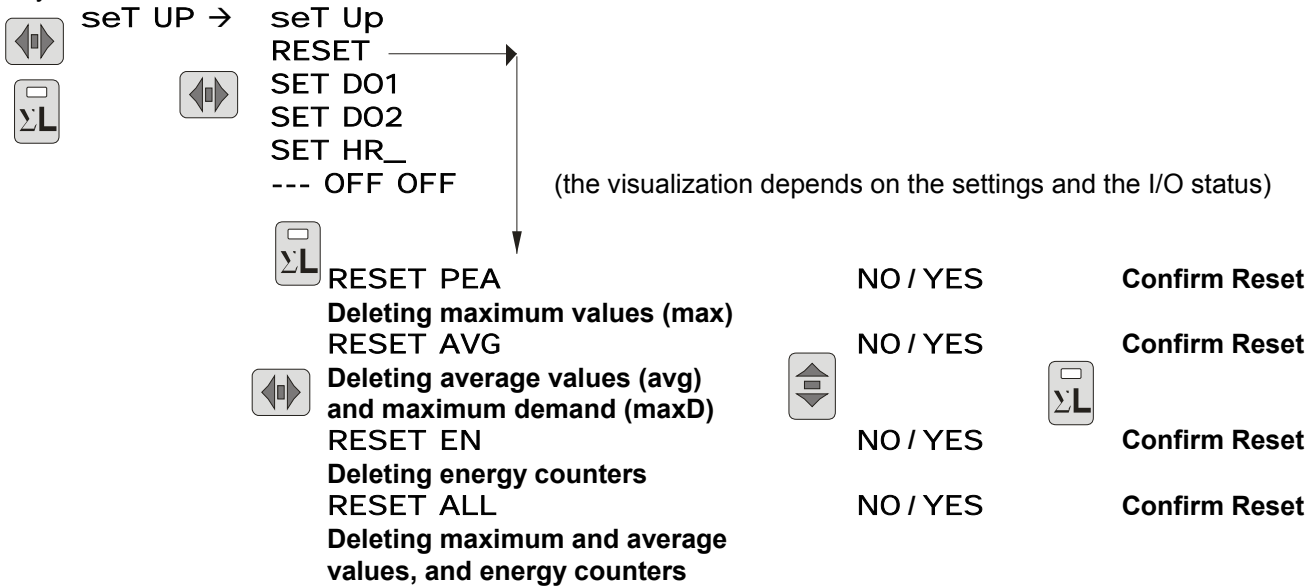 seT UP → seT Up
RESET
SET DO1
SET DO2
SET HR_
--- OFF OFF (the visualization depends on the settings and the I/O status)
ΣL
ΣL
RESET PEA NO / YES Confirm Reset
Deleting maximum values (max)
RESET AVG NO / YES Confirm Reset
Deleting average values (avg)
and maximum demand (maxD)
ΣL
RESET EN NO / YES Confirm Reset
Deleting energy counters
RESET ALL NO / YES Confirm Reset
Deleting maximum and average
values, and energy counters